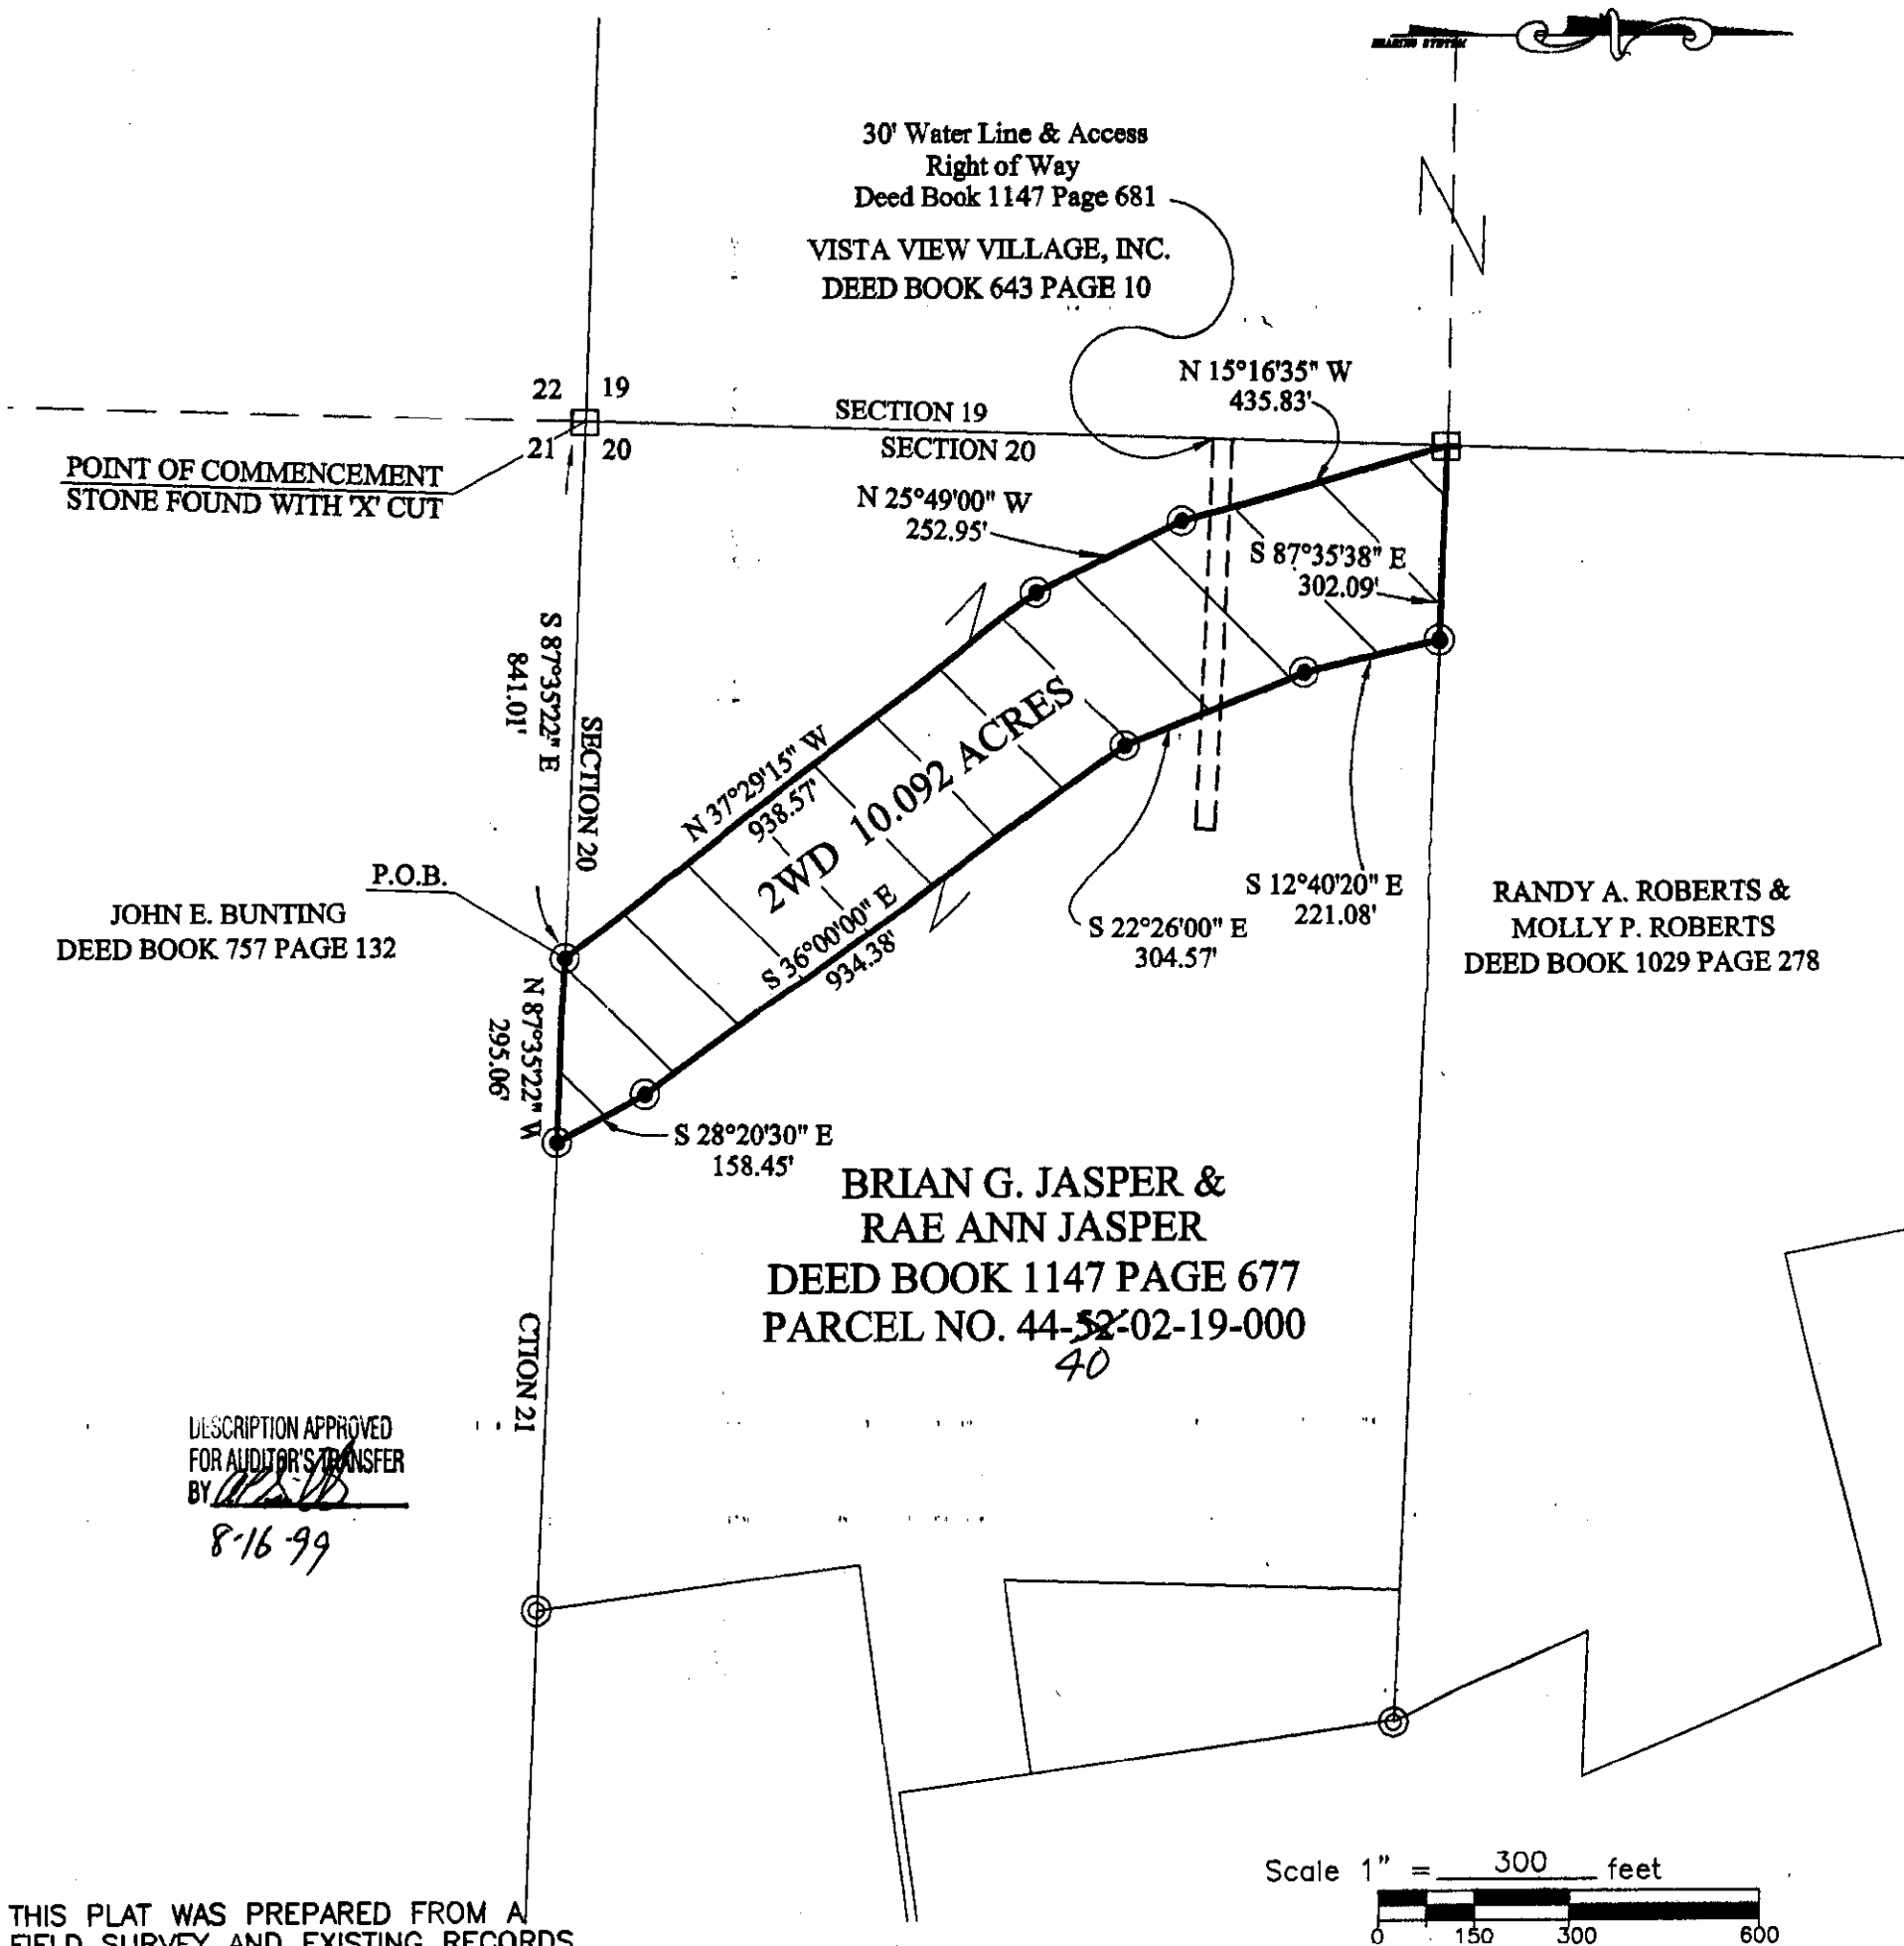 BEARING SYSTEM
30' Water Line & Access
Right of Way
Deed Book 1147 Page 681
VISTA VIEW VILLAGE, INC.
DEED BOOK 643 PAGE 10
N 15°16'35" W
435.83'
22 19
21 20
SECTION 19
SECTION 20
POINT OF COMMENCEMENT
STONE FOUND WITH 'X' CUT
N 25°49'00" W
252.95'
S 87°35'38" E
302.09'
S 87°35'22" E
841.01'
SECTION 20
N 37°29'15" W
938.57'
2WD 10.092 ACRES
S 36°00'00" E
934.38'
P.O.B.
JOHN E. BUNTING
DEED BOOK 757 PAGE 132
S 12°40'20" E
221.08'
S 22°26'00" E
304.57'
RANDY A. ROBERTS &
MOLLY P. ROBERTS
DEED BOOK 1029 PAGE 278
N 87°35'22" W
295.06'
S 28°20'30" E
158.45'
BRIAN G. JASPER &
RAE ANN JASPER
DEED BOOK 1147 PAGE 677
PARCEL NO. 44-52-02-19-000
40
CTION 21
DESCRIPTION APPROVED
FOR AUDITOR'S TRANSFER
BY
8-16-99
Scale 1" = 300 feet
0 150 300 600
THIS PLAT WAS PREPARED FROM A
FIELD SURVEY AND EXISTING RECORDS